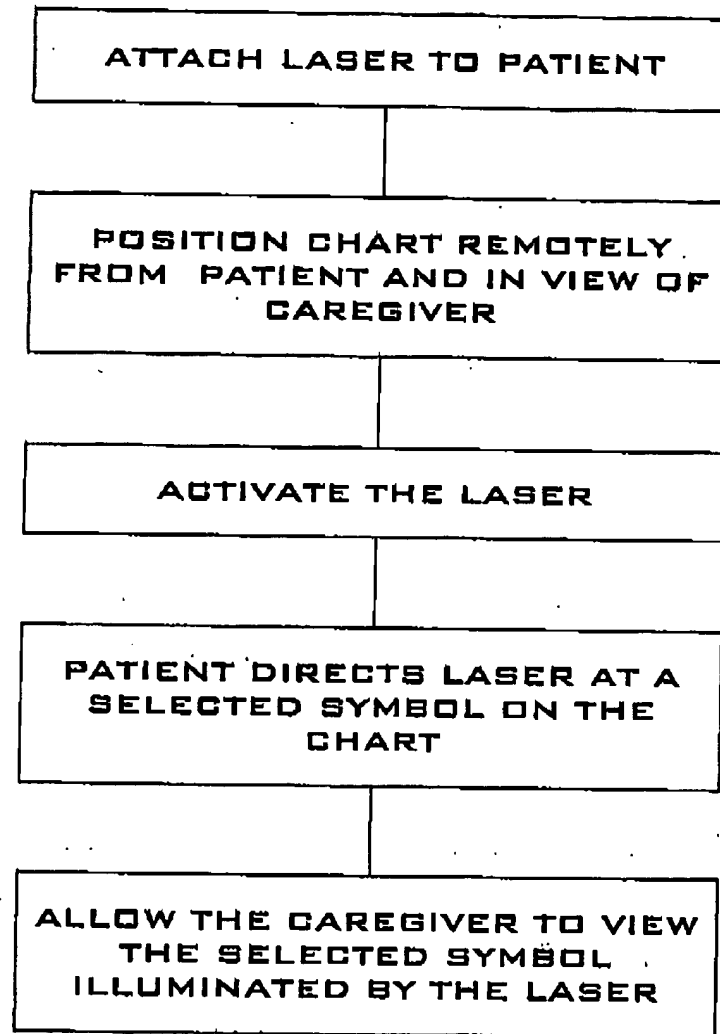 ATTACH LASER TO PATIENT
POSITION CHART REMOTELY
FROM PATIENT AND IN VIEW OF
CAREGIVER
ACTIVATE THE LASER
PATIENT DIRECTS LASER AT A
SELECTED SYMBOL ON THE
CHART
ALLOW THE CAREGIVER TO VIEW
THE SELECTED SYMBOL
ILLUMINATED BY THE LASER